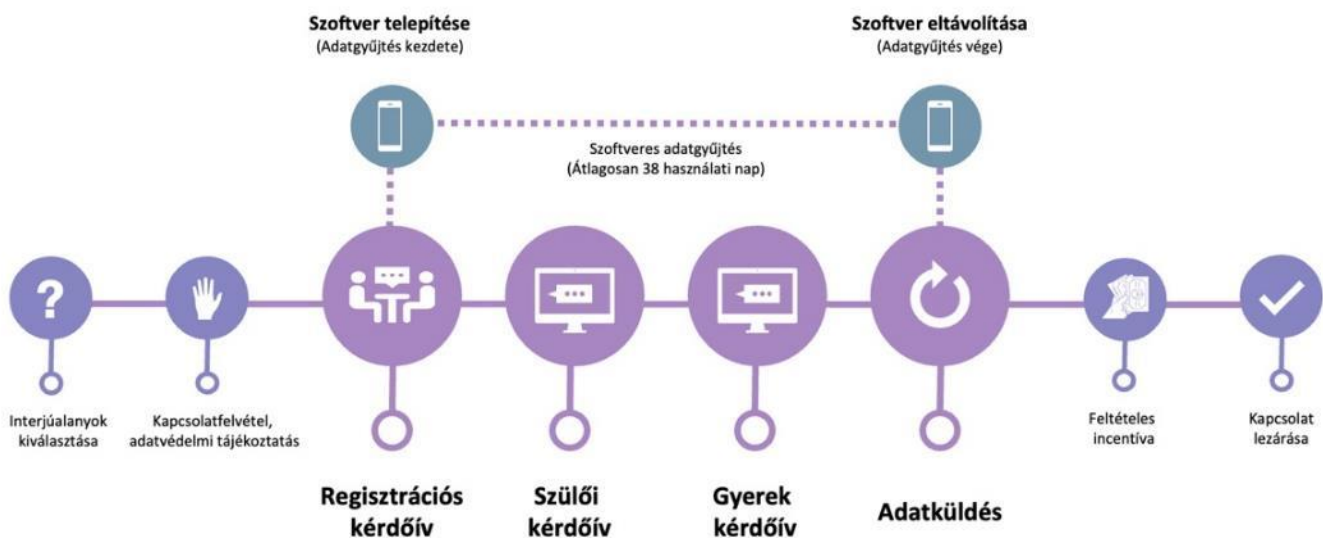 Szoftver telepítése
(Adatgyűjtés kezdete)
Szoftver eltávolítása
(Adatgyűjtés vége)
Szoftveres adatgyűjtés
(Átlagosan 38 használati nap)
?
Interjúalanyok
kiválasztása
Kapcsolatfelvétel,
adatvédelmi tájékoztatás
Regisztrációs
kérdőív
Szülői
kérdőív
Gyerek
kérdőív
Adatküldés
Feltételes
incentíva
Kapcsolat
lezárása